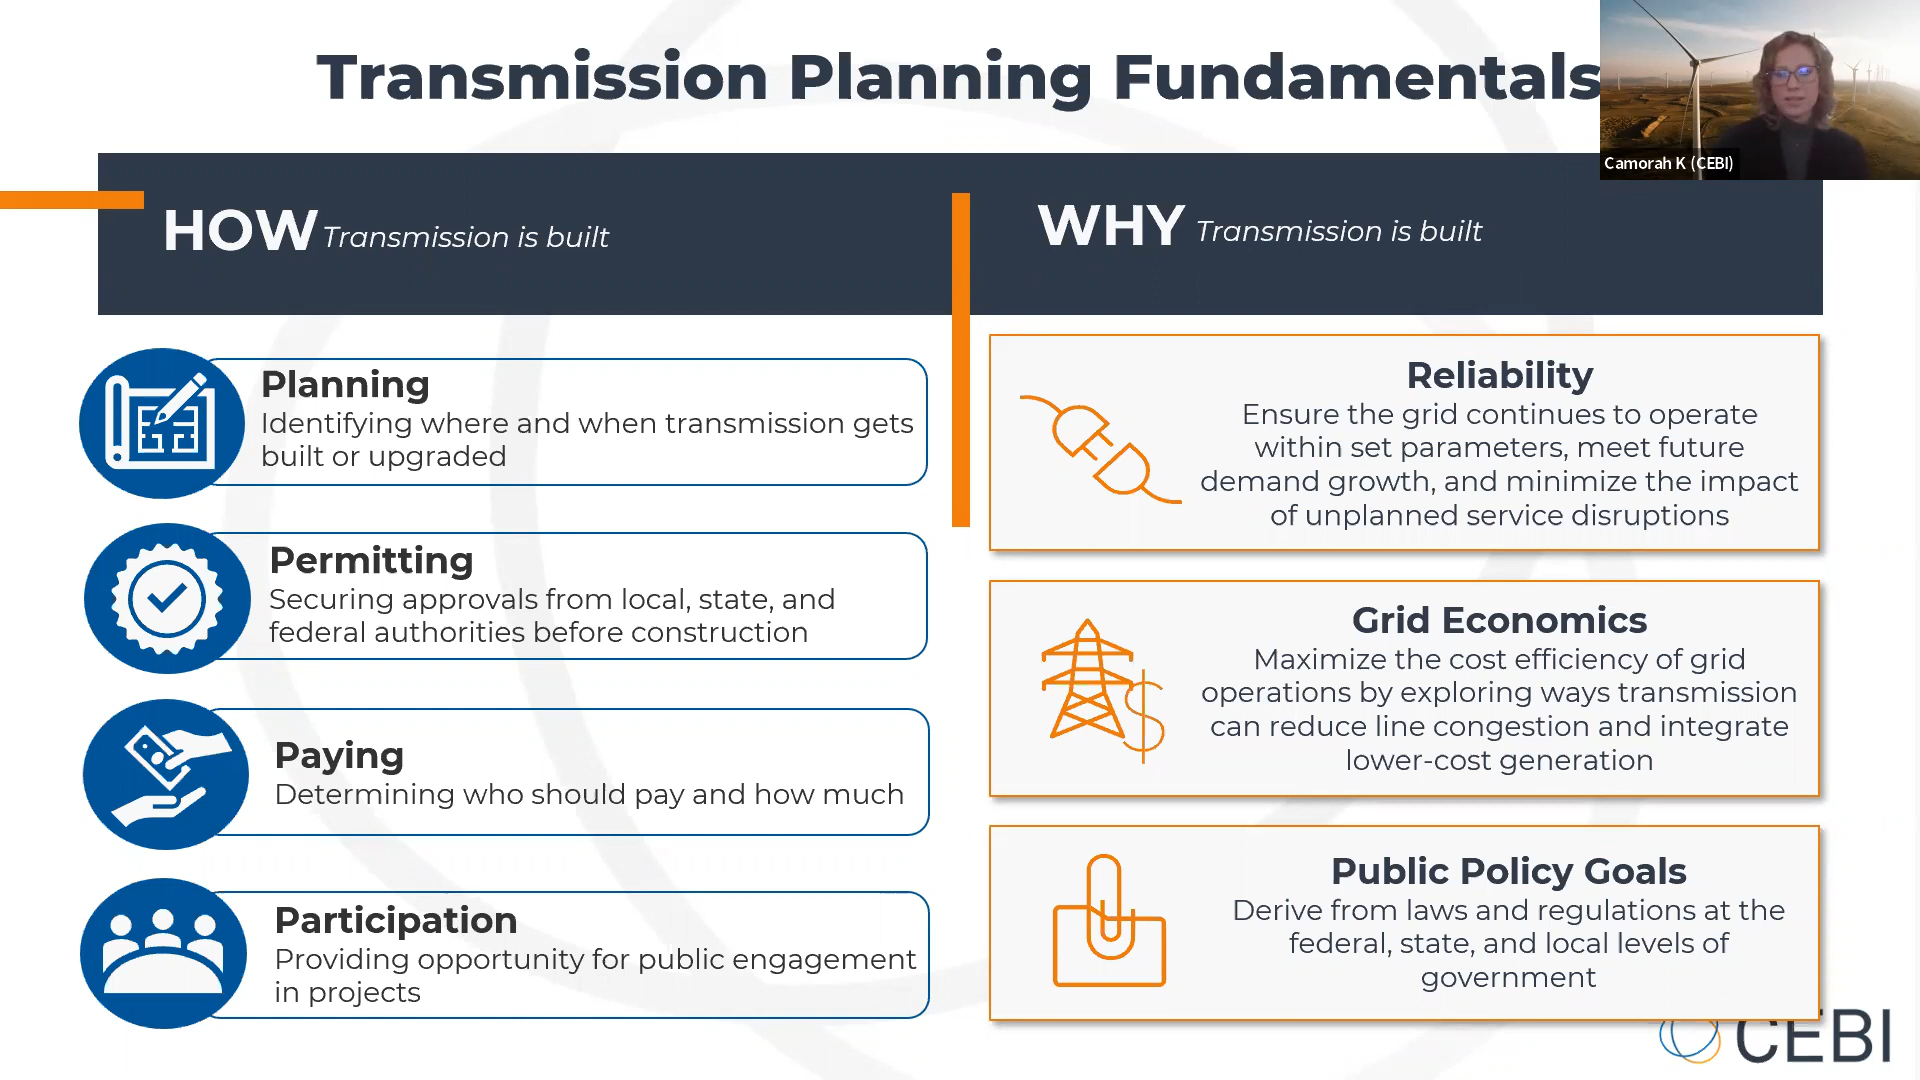 Transmission Planning Fundamentals
Camorah K (CEBI)
HOW Transmission is built
WHY Transmission is built
Planning
Identifying where and when transmission gets
built or upgraded
Permitting
Securing approvals from local, state, and
federal authorities before construction
Paying
Determining who should pay and how much
Participation
Providing opportunity for public engagement
in projects
Reliability
Ensure the grid continues to operate
within set parameters, meet future
demand growth, and minimize the impact
of unplanned service disruptions
Grid Economics
Maximize the cost efficiency of grid
operations by exploring ways transmission
can reduce line congestion and integrate
lower-cost generation
Public Policy Goals
Derive from laws and regulations at the
federal, state, and local levels of
government
CEBI